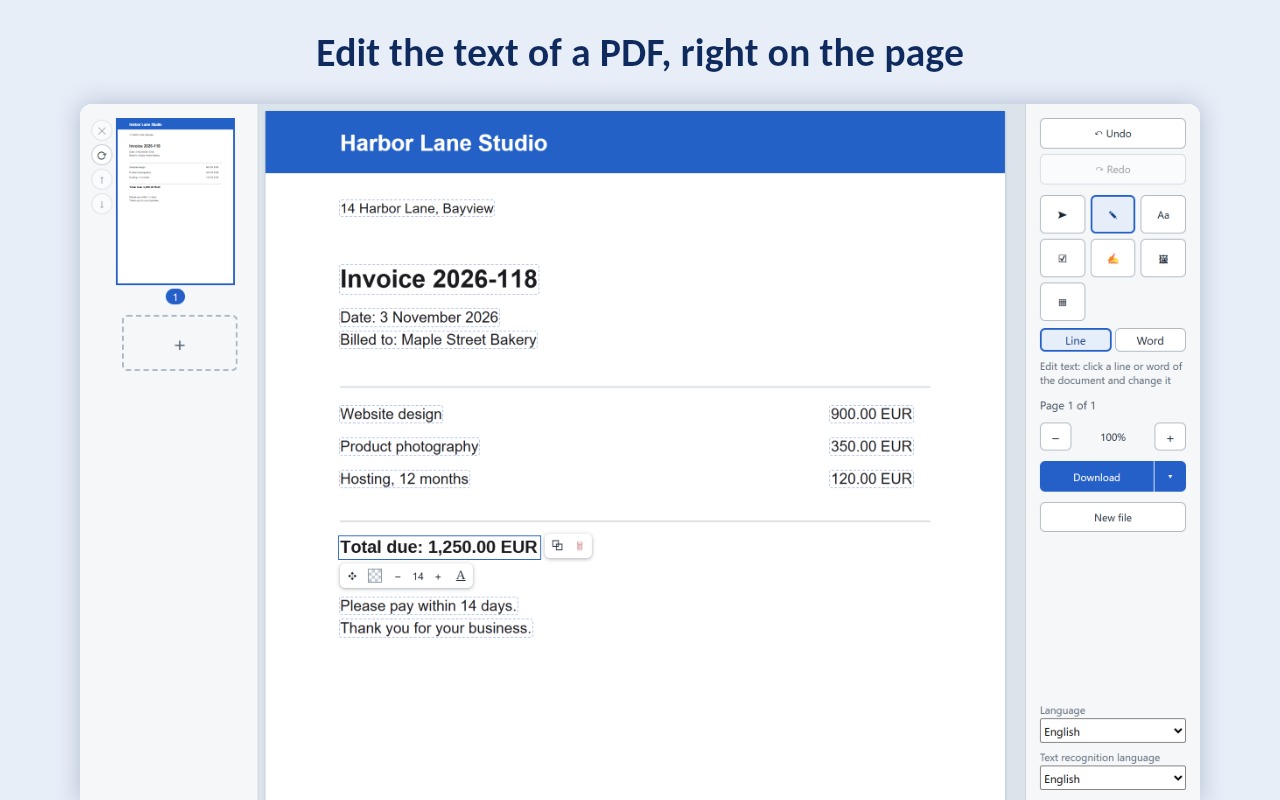 Edit the text of a PDF, right on the page
1
+
Harbor Lane Studio
14 Harbor Lane, Bayview
Invoice 2026-118
Date: 3 November 2026
Billed to: Maple Street Bakery
Website design 900.00 EUR
Product photography 350.00 EUR
Hosting, 12 months 120.00 EUR
Total due: 1,250.00 EUR
− 14 + A
Please pay within 14 days.
Thank you for your business.
Undo
Redo
Aa
Line Word
Edit text: click a line or word of
the document and change it
Page 1 of 1
− 100% +
Download
New file
Language
English
Text recognition language
English